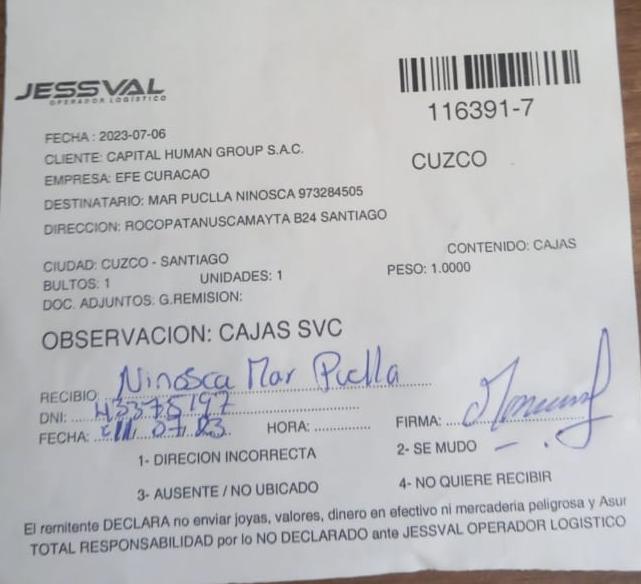 JESSVAL
OPERADOR LOGÍSTICO
116391-7
FECHA : 2023-07-06
CLIENTE: CAPITAL HUMAN GROUP S.A.C.
CUZCO
EMPRESA: EFE CURACAO
DESTINATARIO: MAR PUCLLA NINOSCA 973284505
DIRECCION: ROCOPATANUSCAMAYTA B24 SANTIAGO
CIUDAD: CUZCO - SANTIAGO
CONTENIDO: CAJAS
BULTOS: 1 UNIDADES: 1 PESO: 1.0000
DOC. ADJUNTOS: G.REMISION:
OBSERVACION: CAJAS SVC
RECIBIO: Ninosca Mar Puclla
DNI: 43375197
FECHA: 07.23. HORA: FIRMA:
1- DIRECION INCORRECTA 2- SE MUDO
3- AUSENTE / NO UBICADO 4- NO QUIERE RECIBIR
El remitente DECLARA no enviar joyas, valores, dinero en efectivo ni mercaderia peligrosa y Asur
TOTAL RESPONSABILIDAD por lo NO DECLARADO ante JESSVAL OPERADOR LOGISTICO